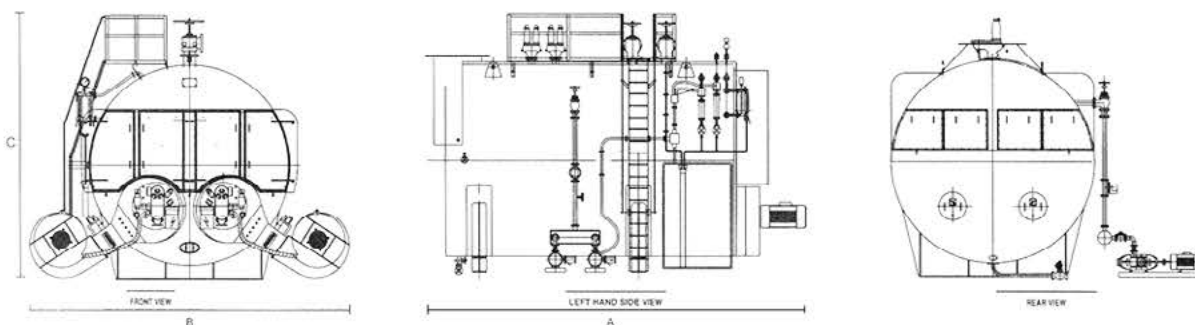 C
FRONT VIEW
B
LEFT HAND SIDE VIEW
A
REAR VIEW